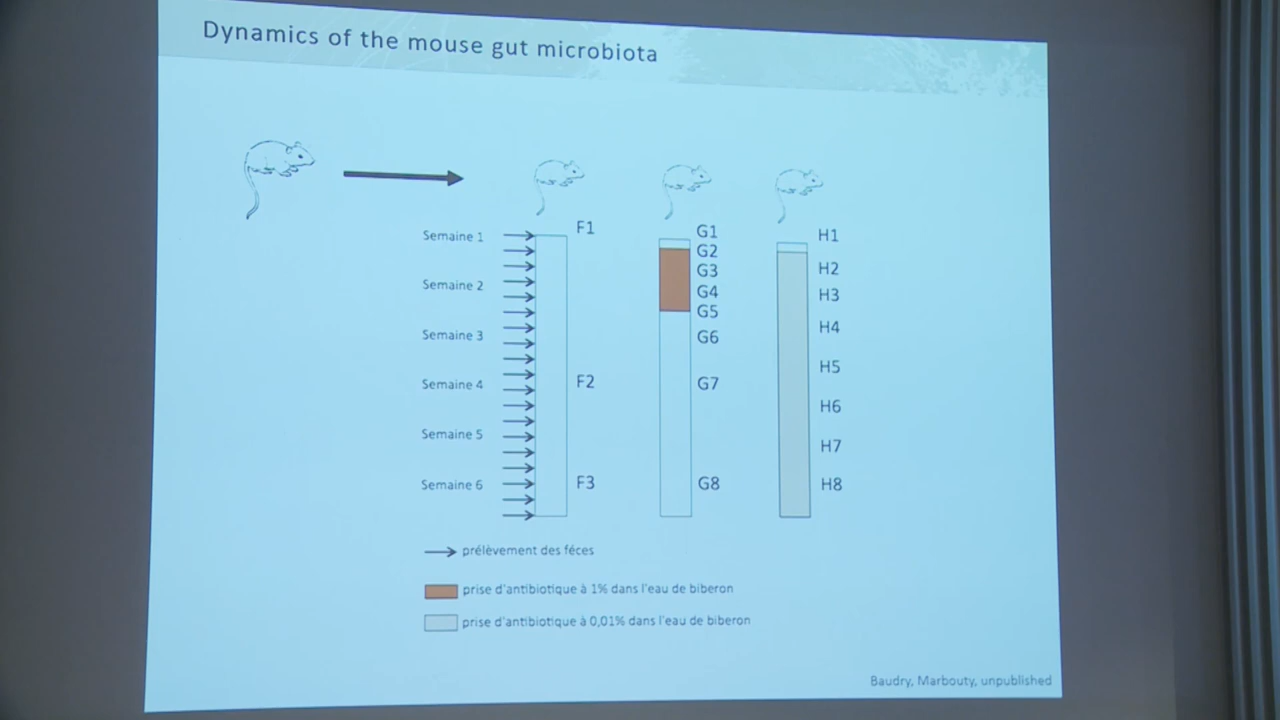 Dynamics of the mouse gut microbiota
Semaine 1
Semaine 2
Semaine 3
Semaine 4
Semaine 5
Semaine 6
F1
F2
F3
G1
G2
G3
G4
G5
G6
G7
G8
H1
H2
H3
H4
H5
H6
H7
H8
prélèvement des féces
prise d'antibiotique à 1% dans l'eau de biberon
prise d'antibiotique à 0,01% dans l'eau de biberon
Baudry, Marbouty, unpublished